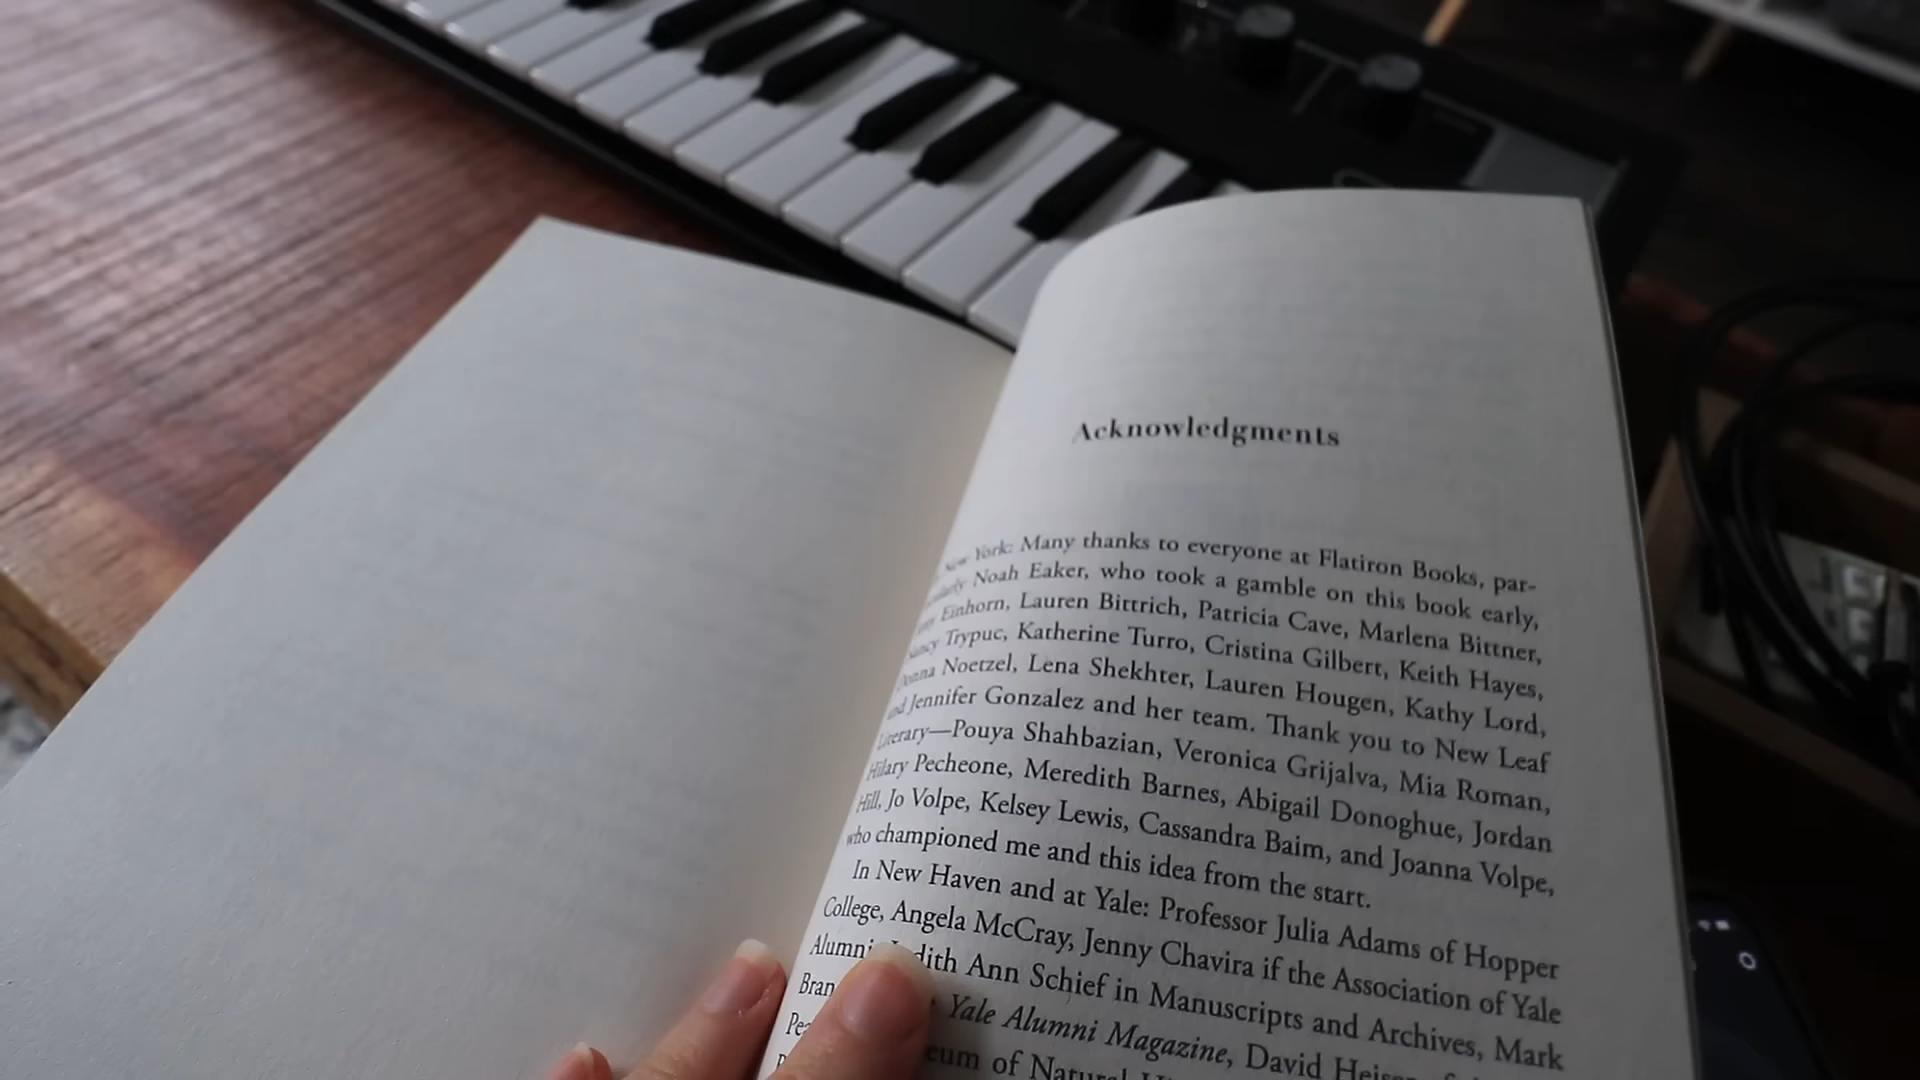 Acknowledgments
New York: Many thanks to everyone at Flatiron Books, par-
Noah Eaker, who took a gamble on this book early,
Einhorn, Lauren Bittrich, Patricia Cave, Marlena Bittner,
Nancy Trypuc, Katherine Turro, Cristina Gilbert, Keith Hayes,
Donna Noetzel, Lena Shekhter, Lauren Hougen, Kathy Lord,
and Jennifer Gonzalez and her team. Thank you to New Leaf
Literary—Pouya Shahbazian, Veronica Grijalva, Mia Roman,
Hilary Pecheone, Meredith Barnes, Abigail Donoghue, Jordan
Hill, Jo Volpe, Kelsey Lewis, Cassandra Baim, and Joanna Volpe,
who championed me and this idea from the start.
In New Haven and at Yale: Professor Julia Adams of Hopper
College, Angela McCray, Jenny Chavira if the Association of Yale
Alumni, Judith Ann Schief in Manuscripts and Archives, Mark
Yale Alumni Magazine, David
of Natural